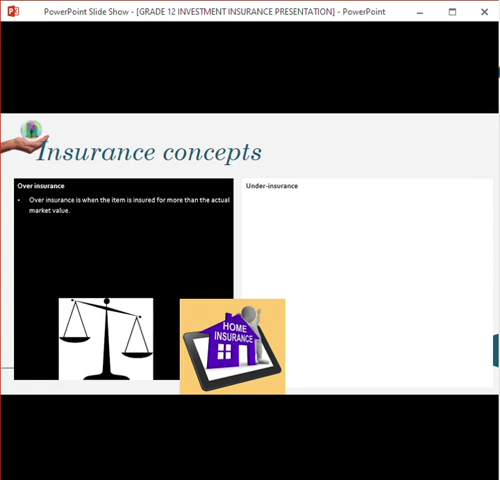 PowerPoint Slide Show - [GRADE 12 INVESTMENT INSURANCE PRESENTATION] - PowerPoint
Insurance concepts
Over insurance
• Over insurance is when the item is insured for more than the actual
market value.
Under-insurance
HOME
INSURANCE